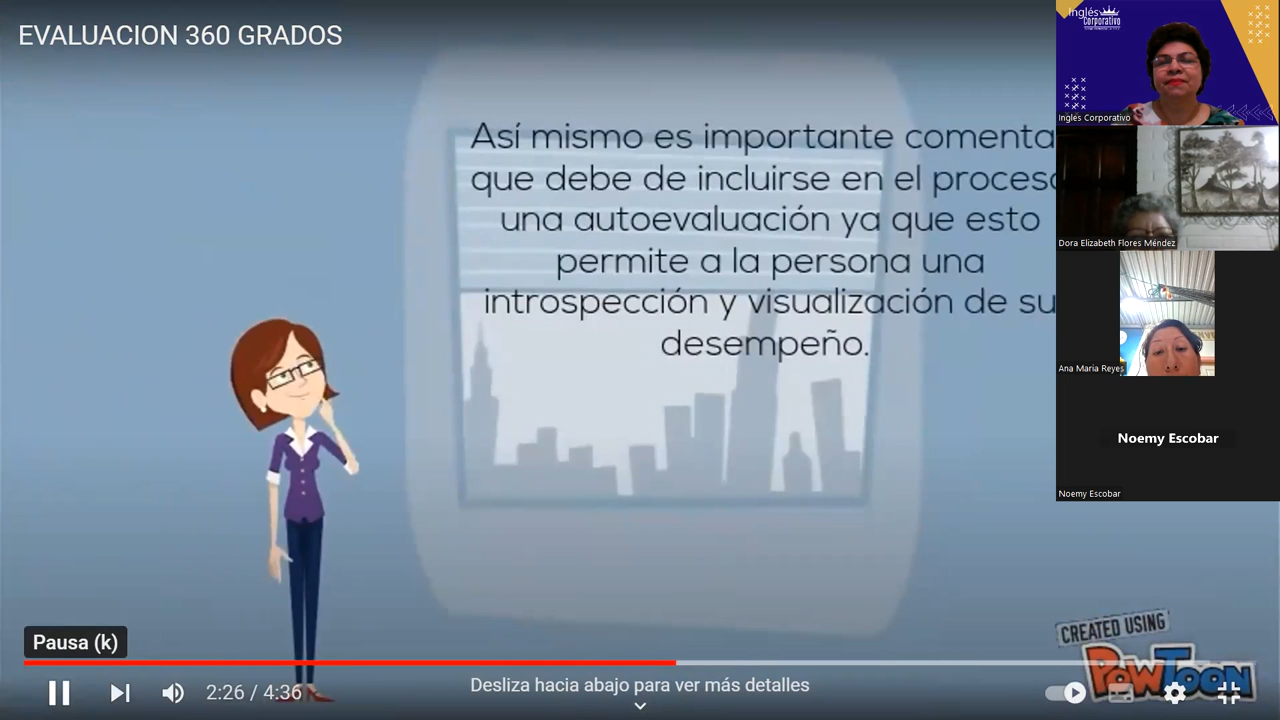 EVALUACION 360 GRADOS
Así mismo es importante comenta
que debe de incluirse en el proceso
una autoevaluación ya que esto
permite a la persona una
introspección y visualización de su
desempeño.
Inglés
Corporativo
Inglés Corporativo
Dora Elizabeth Flores Méndez
Ana Maria Reyes
Noemy Escobar
Noemy Escobar
Pausa (k)
2:26 / 4:36
Desliza hacia abajo para ver más detalles
CREATED USING
POWTOON